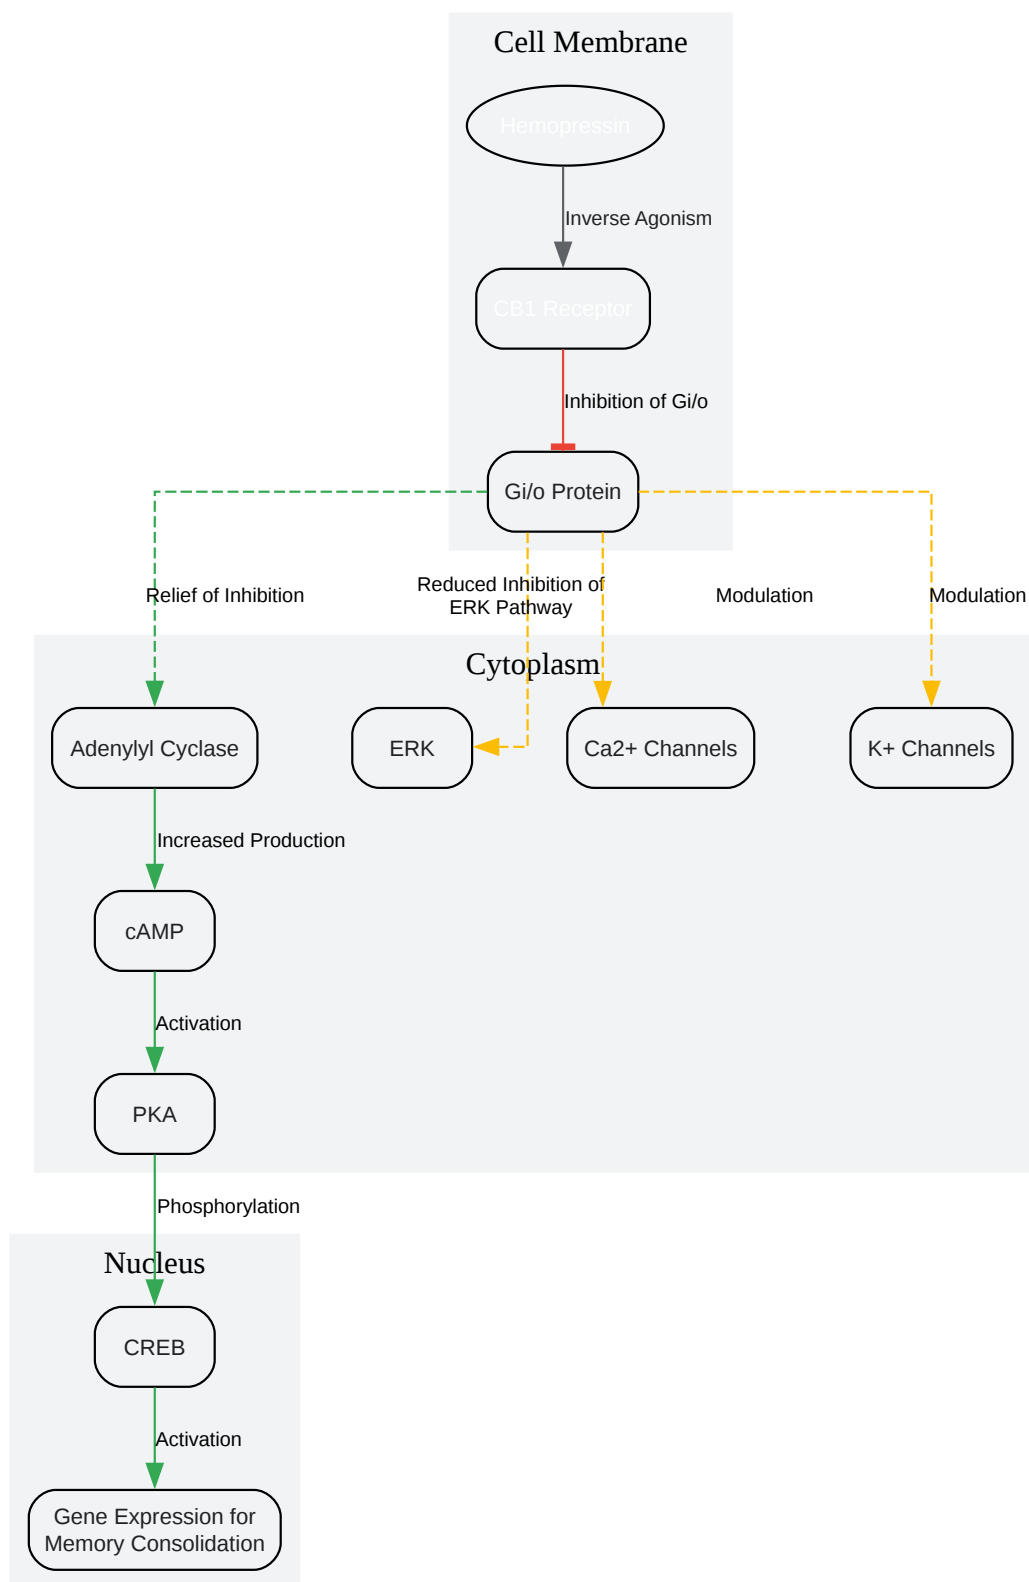 Cell Membrane
Hemopressin
Inverse Agonism
CB1 Receptor
Inhibition of Gi/o
Gi/o Protein
Relief of Inhibition
Reduced Inhibition of
ERK Pathway
Modulation
Modulation
Cytoplasm
Adenylyl Cyclase
ERK
Ca2+ Channels
K+ Channels
Increased Production
cAMP
Activation
PKA
Phosphorylation
Nucleus
CREB
Activation
Gene Expression for
Memory Consolidation